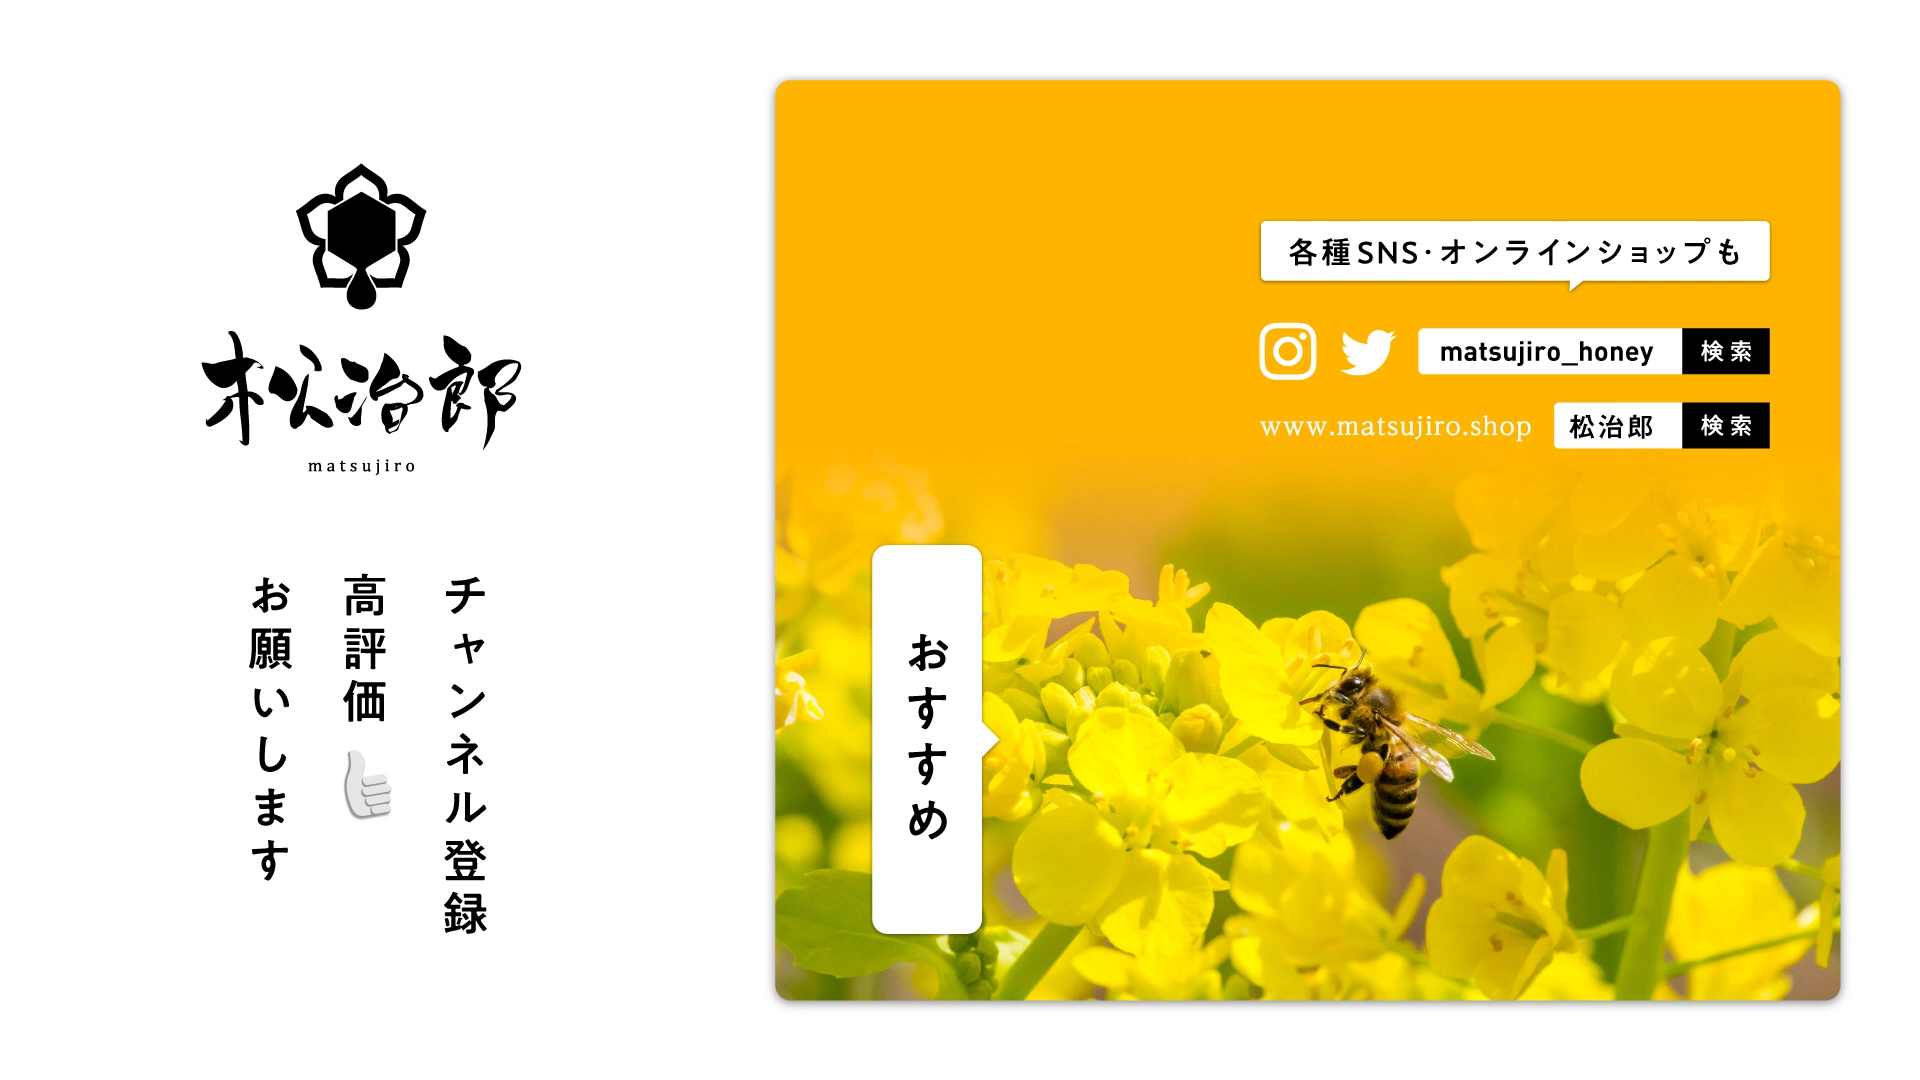 松治郎
matsujiro
チャンネル登録
高評価
お願いします
各種SNS・オンラインショップも
matsujiro_honey 検索
www.matsujiro.shop 松治郎 検索
おすすめ